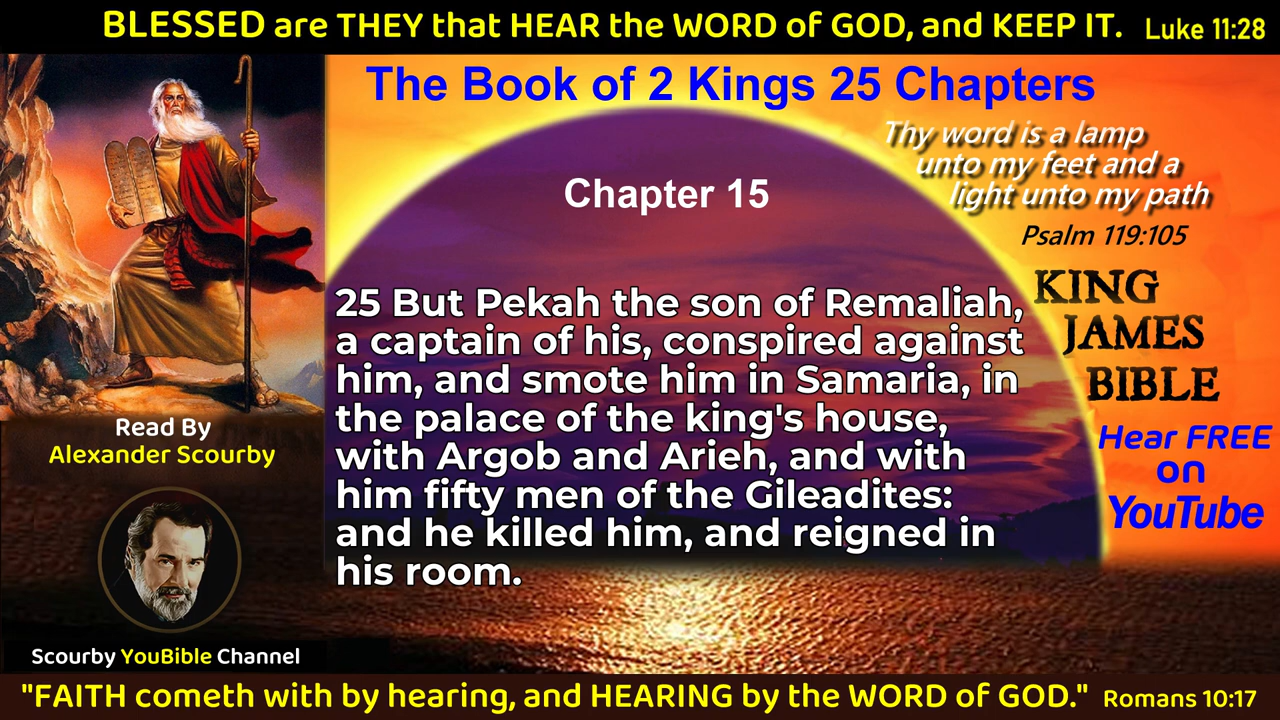 BLESSED are THEY that HEAR the WORD of GOD, and KEEP IT. Luke 11:28
The Book of 2 Kings 25 Chapters
Thy word is a lamp
unto my feet and a
light unto my path
Psalm 119:105
Chapter 15
25 But Pekah the son of Remaliah,
a captain of his, conspired against
him, and smote him in Samaria, in
the palace of the king's house,
with Argob and Arieh, and with
him fifty men of the Gileadites:
and he killed him, and reigned in
his room.
KING
JAMES
BIBLE
Hear FREE
on
YouTube
Read By
Alexander Scourby
Scourby YouBible Channel
"FAITH cometh with by hearing, and HEARING by the WORD of GOD." Romans 10:17